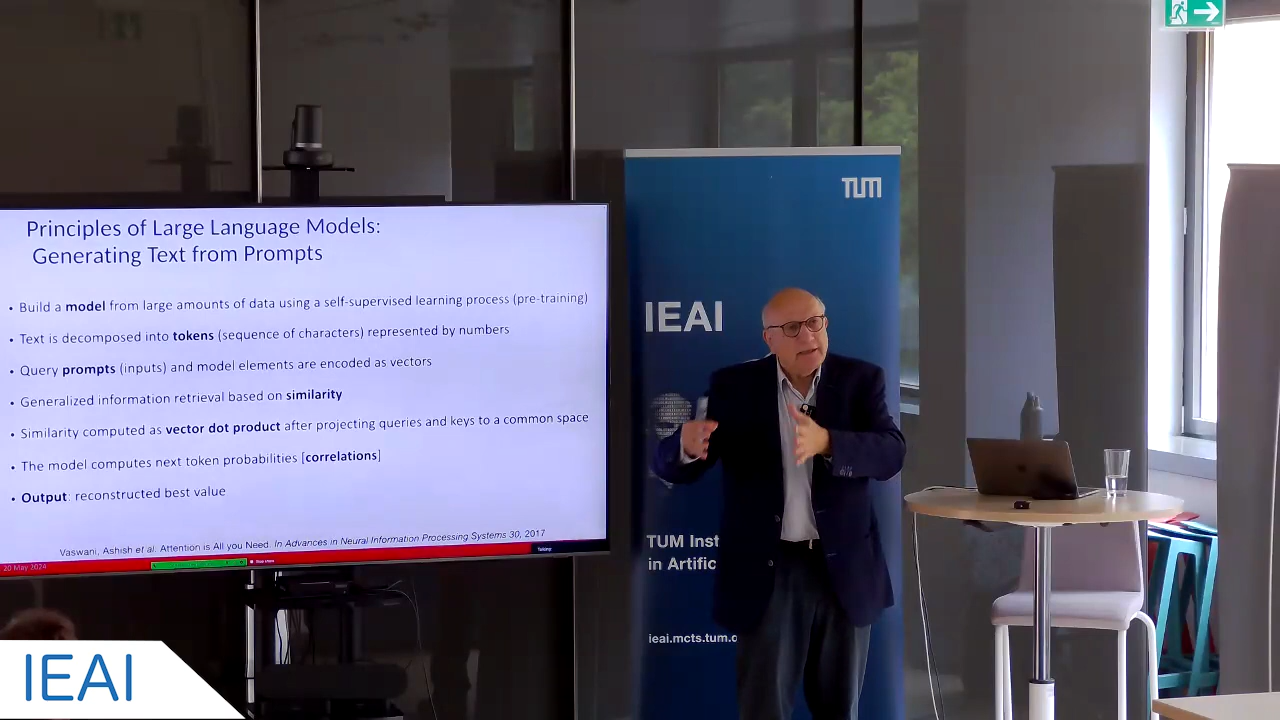 Principles of Large Language Models:
Generating Text from Prompts
• Build a model from large amounts of data using a self-supervised learning process (pre-training)
• Text is decomposed into tokens (sequence of characters) represented by numbers
• Query prompts (inputs) and model elements are encoded as vectors
• Generalized information retrieval based on similarity
• Similarity computed as vector dot product after projecting queries and keys to a common space
• The model computes next token probabilities [correlations]
• Output: reconstructed best value
Vaswani, Ashish et al. Attention is All you Need. In Advances in Neural Information Processing Systems 30, 2017
20 May 2024
Talking:
TUM
IEAI
TUM Inst
in Artific
ieai.mcts.tum.
IEAI